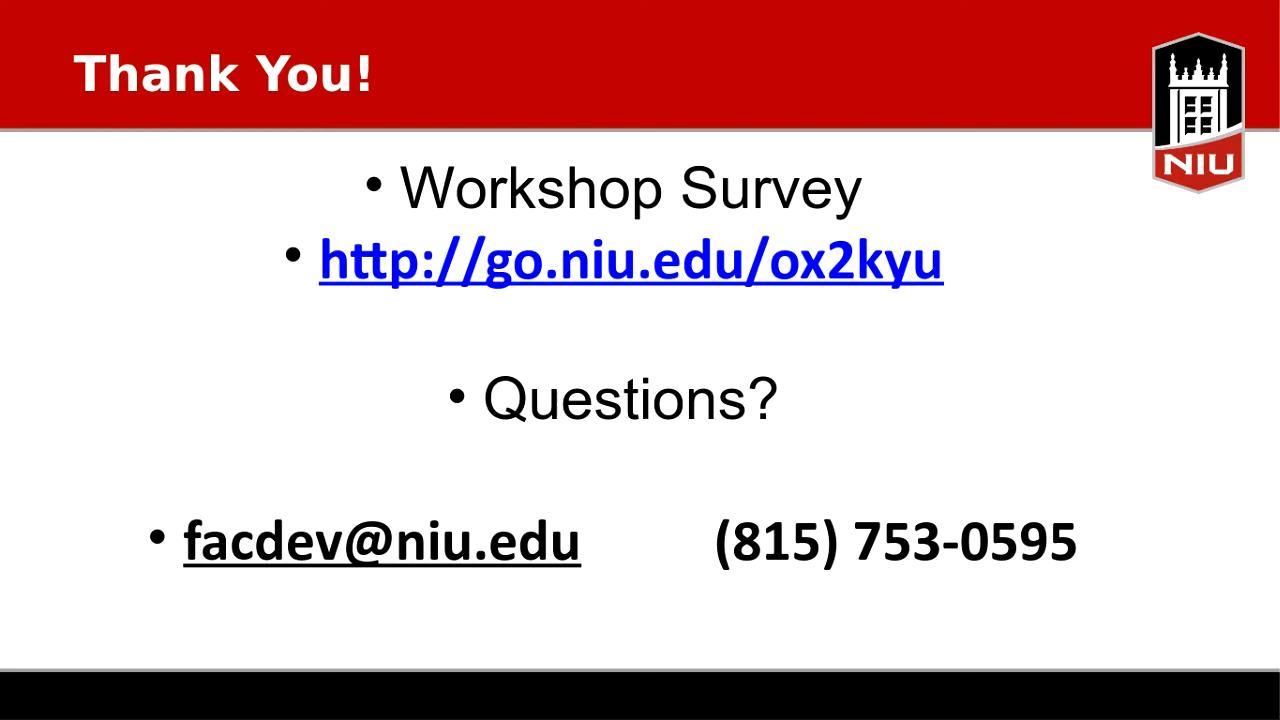 Thank You!
NIU
• Workshop Survey
• http://go.niu.edu/ox2kyu
• Questions?
• facdev@niu.edu (815) 753-0595